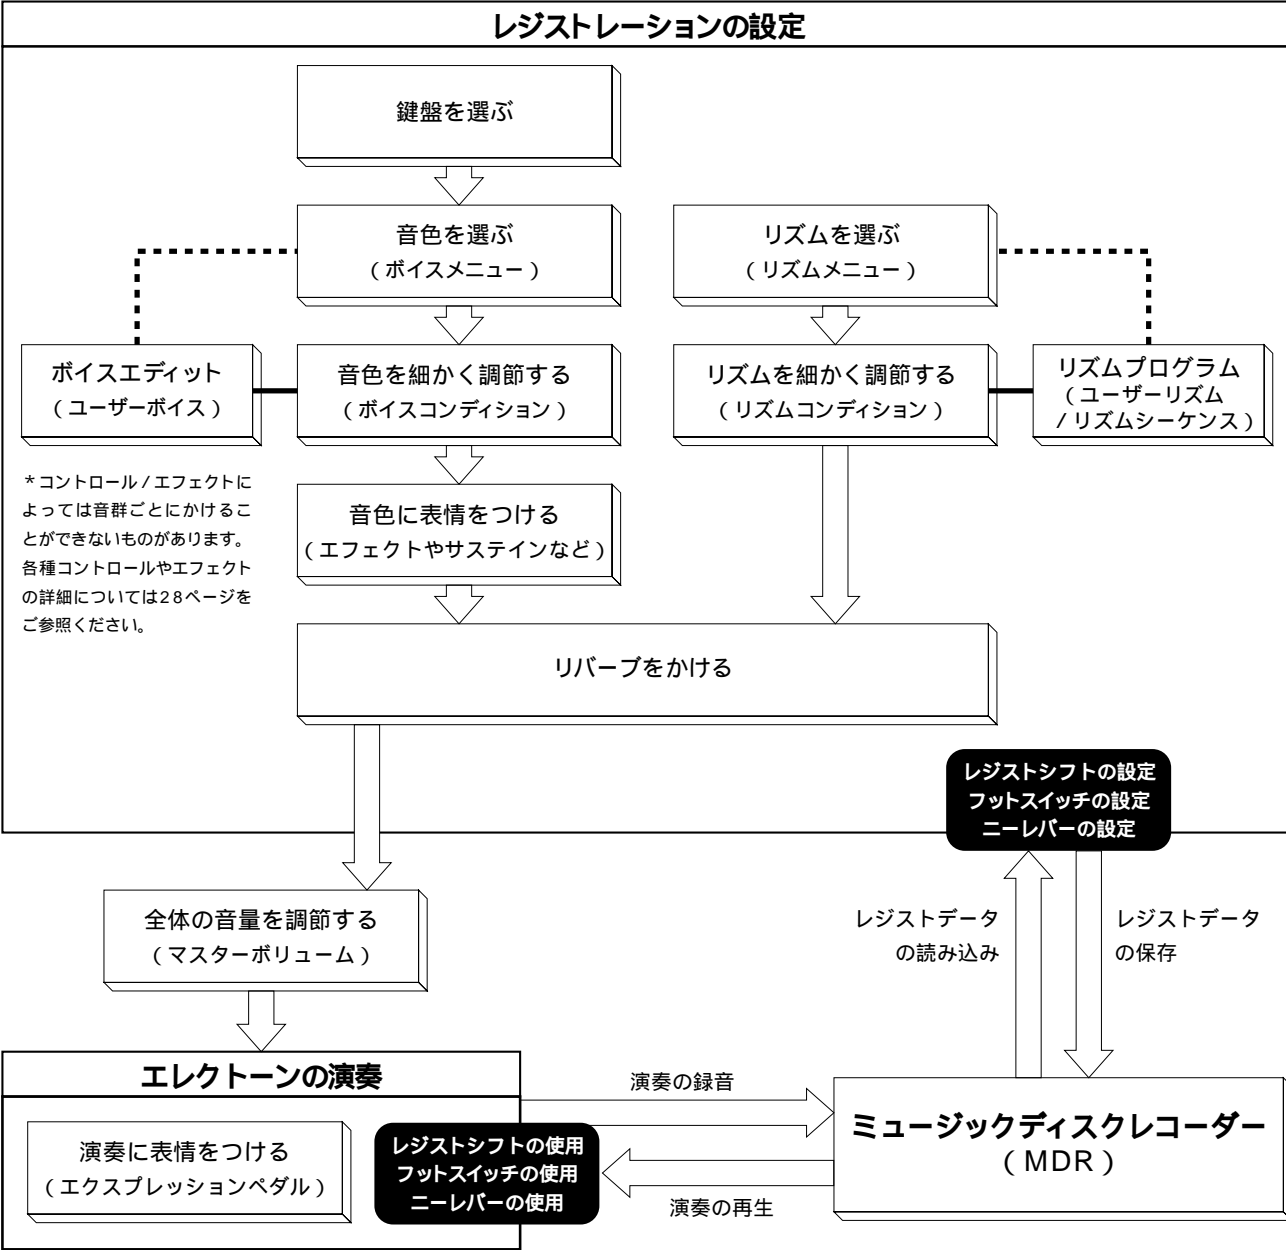 レジストレーションの設定
鍵盤を選ぶ
音色を選ぶ
（ボイスメニュー）
リズムを選ぶ
（リズムメニュー）
ボイスエディット
（ユーザーボイス）
音色を細かく調節する
（ボイスコンディション）
リズムを細かく調節する
（リズムコンディション）
リズムプログラム
（ユーザーリズム
／リズムシーケンス）
＊コントロール／エフェクトに
よっては音群ごとにかけるこ
とができないものがあります。
各種コントロールやエフェクト
の詳細については28ページを
ご参照ください。
音色に表情をつける
（エフェクトやサステインなど）
リバーブをかける
レジストシフトの設定
フットスイッチの設定
ニーレバーの設定
全体の音量を調節する
（マスターボリューム）
レジストデータ
の読み込み
レジストデータ
の保存
エレクトーンの演奏
演奏に表情をつける
（エクスプレッションペダル）
レジストシフトの使用
フットスイッチの使用
ニーレバーの使用
演奏の録音
演奏の再生
ミュージックディスクレコーダー
（MDR）